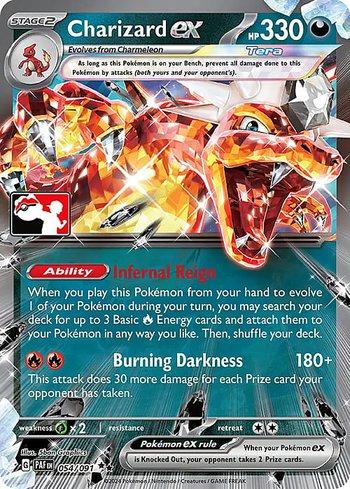 STAGE2
Charizard ex
HP 330
Evolves from Charmeleon
Tera
As long as this Pokémon is on your Bench, prevent all damage done to this
Pokémon by attacks (both yours and your opponent's).
Ability Infernal Reign
When you play this Pokémon from your hand to evolve
1 of your Pokémon during your turn, you may search your
deck for up to 3 Basic Energy cards and attach them to
your Pokémon in any way you like. Then, shuffle your deck.
Burning Darkness 180+
This attack does 30 more damage for each Prize card your
opponent has taken.
weakness ×2 resistance retreat
Illus. 5ban Graphics
G PAF EN 054/091
Pokémon ex rule
When your Pokémon ex
is Knocked Out, your opponent takes 2 Prize cards.
©2024 Pokémon / Nintendo / Creatures / GAME FREAK